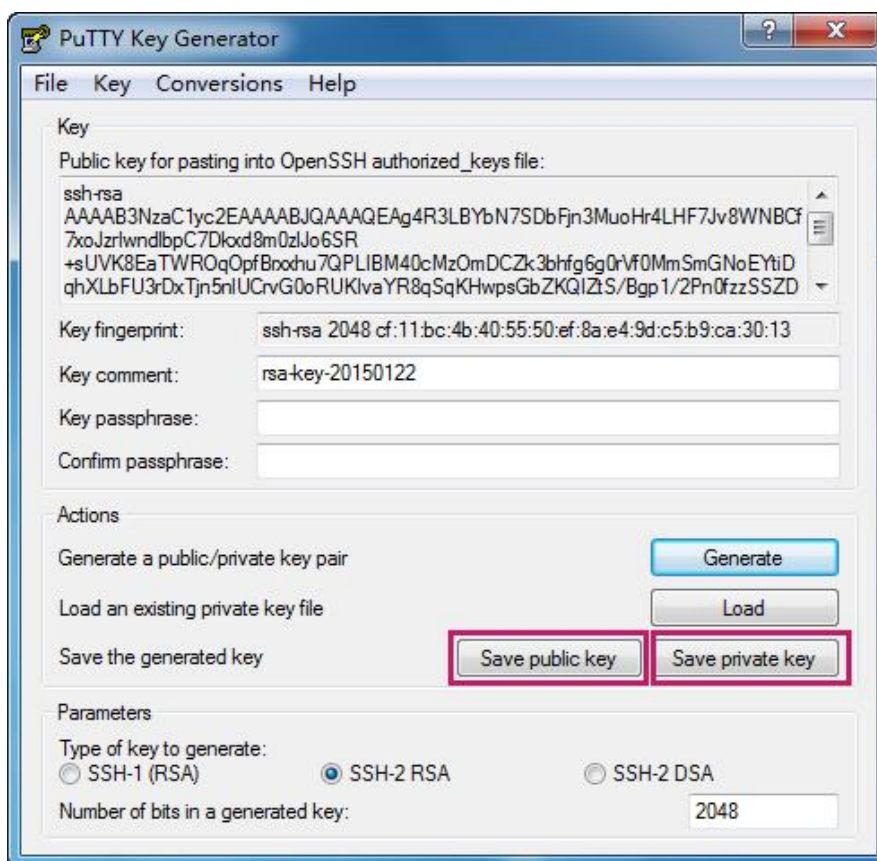 PuTTY Key Generator
File Key Conversions Help
Key
Public key for pasting into OpenSSH authorized_keys file:
ssh-rsa
AAAAB3NzaC1yc2EAAAABJQAAAQEAg4R3LBYbN7SDbFjn3MuoHr4LHF7Jv8WNBCf
7xoJzrlwndlbpC7Dkxd8m0zlJo6SR
+sUVK8EaTWROqOpfBrxxhu7QPLIBM40cMzOmDCZk3bhfg6g0rVf0MmSmGNoEYtiD
qhXLbFU3rDxTjn5nlUCrvG0oRUKlvaYR8qSqKHwpsGbZKQIZtS/Bgp1/2Pn0fzzSSZD
Key fingerprint: ssh-rsa 2048 cf:11:bc:4b:40:55:50:ef:8a:e4:9d:c5:b9:ca:30:13
Key comment: rsa-key-20150122
Key passphrase:
Confirm passphrase:
Actions
Generate a public/private key pair Generate
Load an existing private key file Load
Save the generated key Save public key Save private key
Parameters
Type of key to generate:
SSH-1 (RSA) SSH-2 RSA SSH-2 DSA
Number of bits in a generated key: 2048